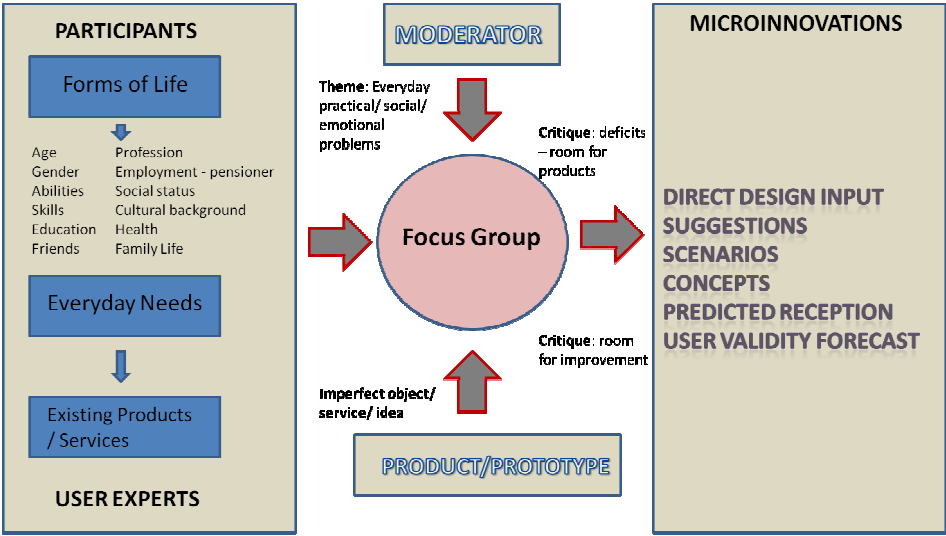 PARTICIPANTS
Forms of Life
Age Profession
Gender Employment - pensioner
Abilities Social status
Skills Cultural background
Education Health
Friends Family Life
Everyday Needs
Existing Products
/ Services
USER EXPERTS
MODERATOR
Theme: Everyday
practical/ social/
emotional
problems
Critique: deficits
– room for
products
Focus Group
Critique: room
for improvement
Imperfect object/
service/ idea
PRODUCT/PROTOTYPE
MICROINNOVATIONS
DIRECT DESIGN INPUT
SUGGESTIONS
SCENARIOS
CONCEPTS
PREDICTED RECEPTION
USER VALIDITY FORECAST